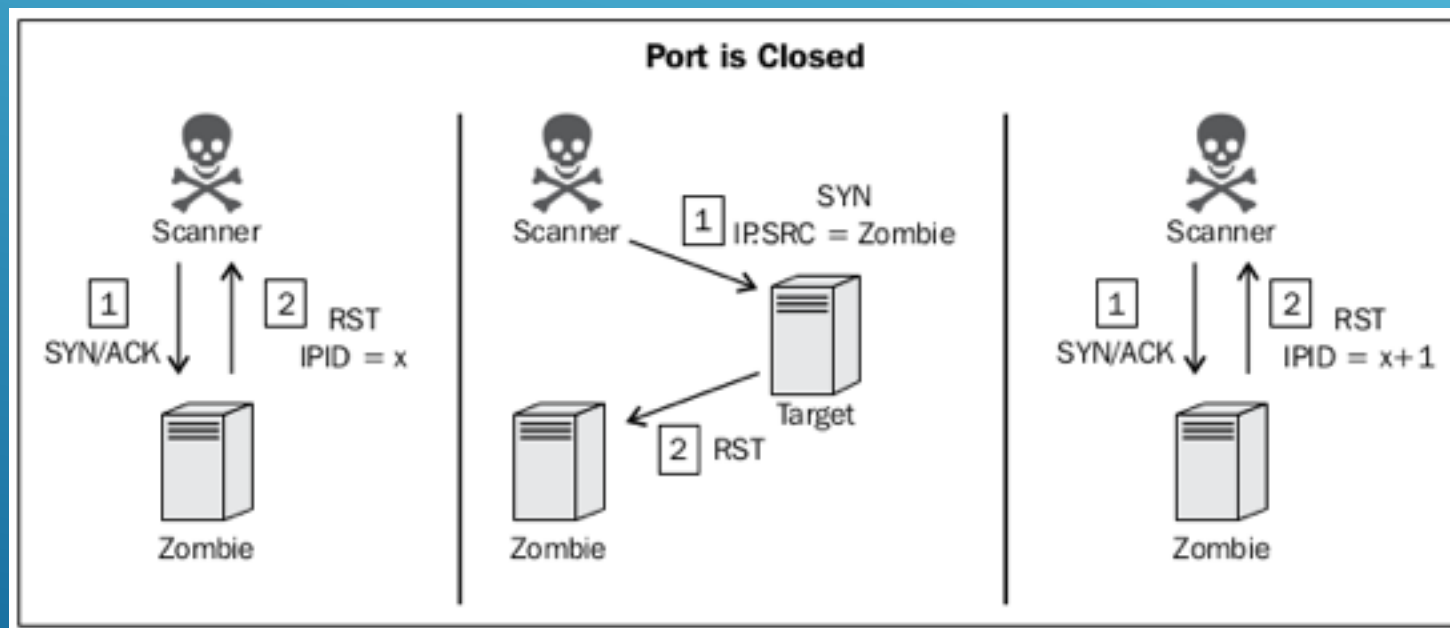 Port is Closed
Scanner
1
SYN/ACK
2
RST
IPID = x
Zombie
Scanner
1
SYN
IP.SRC = Zombie
Target
2 RST
Zombie
Scanner
1
SYN/ACK
2
RST
IPID = x+1
Zombie